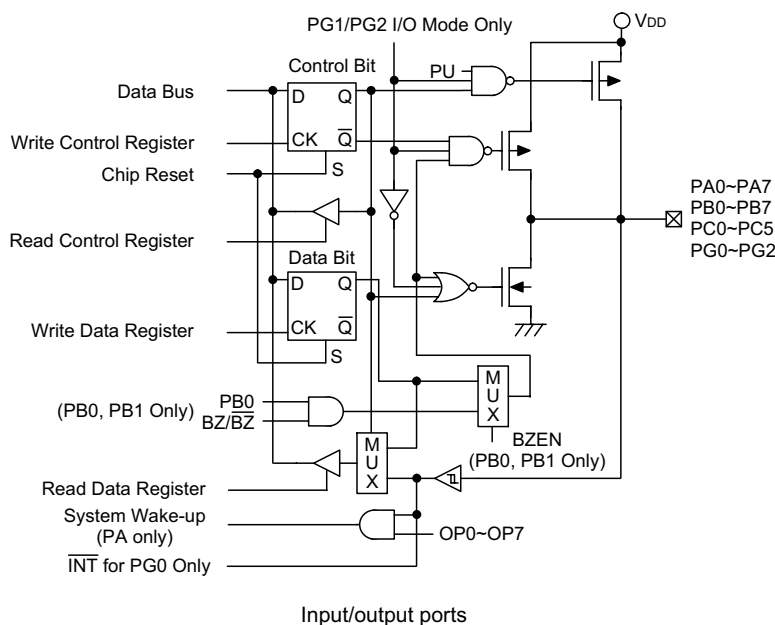 PG1/PG2 I/O Mode Only
VDD
Control Bit
PU
Data Bus
D Q
Write Control Register
CK Q̅
Chip Reset
S
PA0~PA7
PB0~PB7
PC0~PC5
PG0~PG2
Read Control Register
Data Bit
D Q
Write Data Register
CK Q̅
S
MUX
(PB0, PB1 Only)
PB0
BZ/B̅Z̅
BZEN
(PB0, PB1 Only)
MUX
Read Data Register
System Wake-up
(PA only)
OP0~OP7
I̅N̅T̅ for PG0 Only
Input/output ports